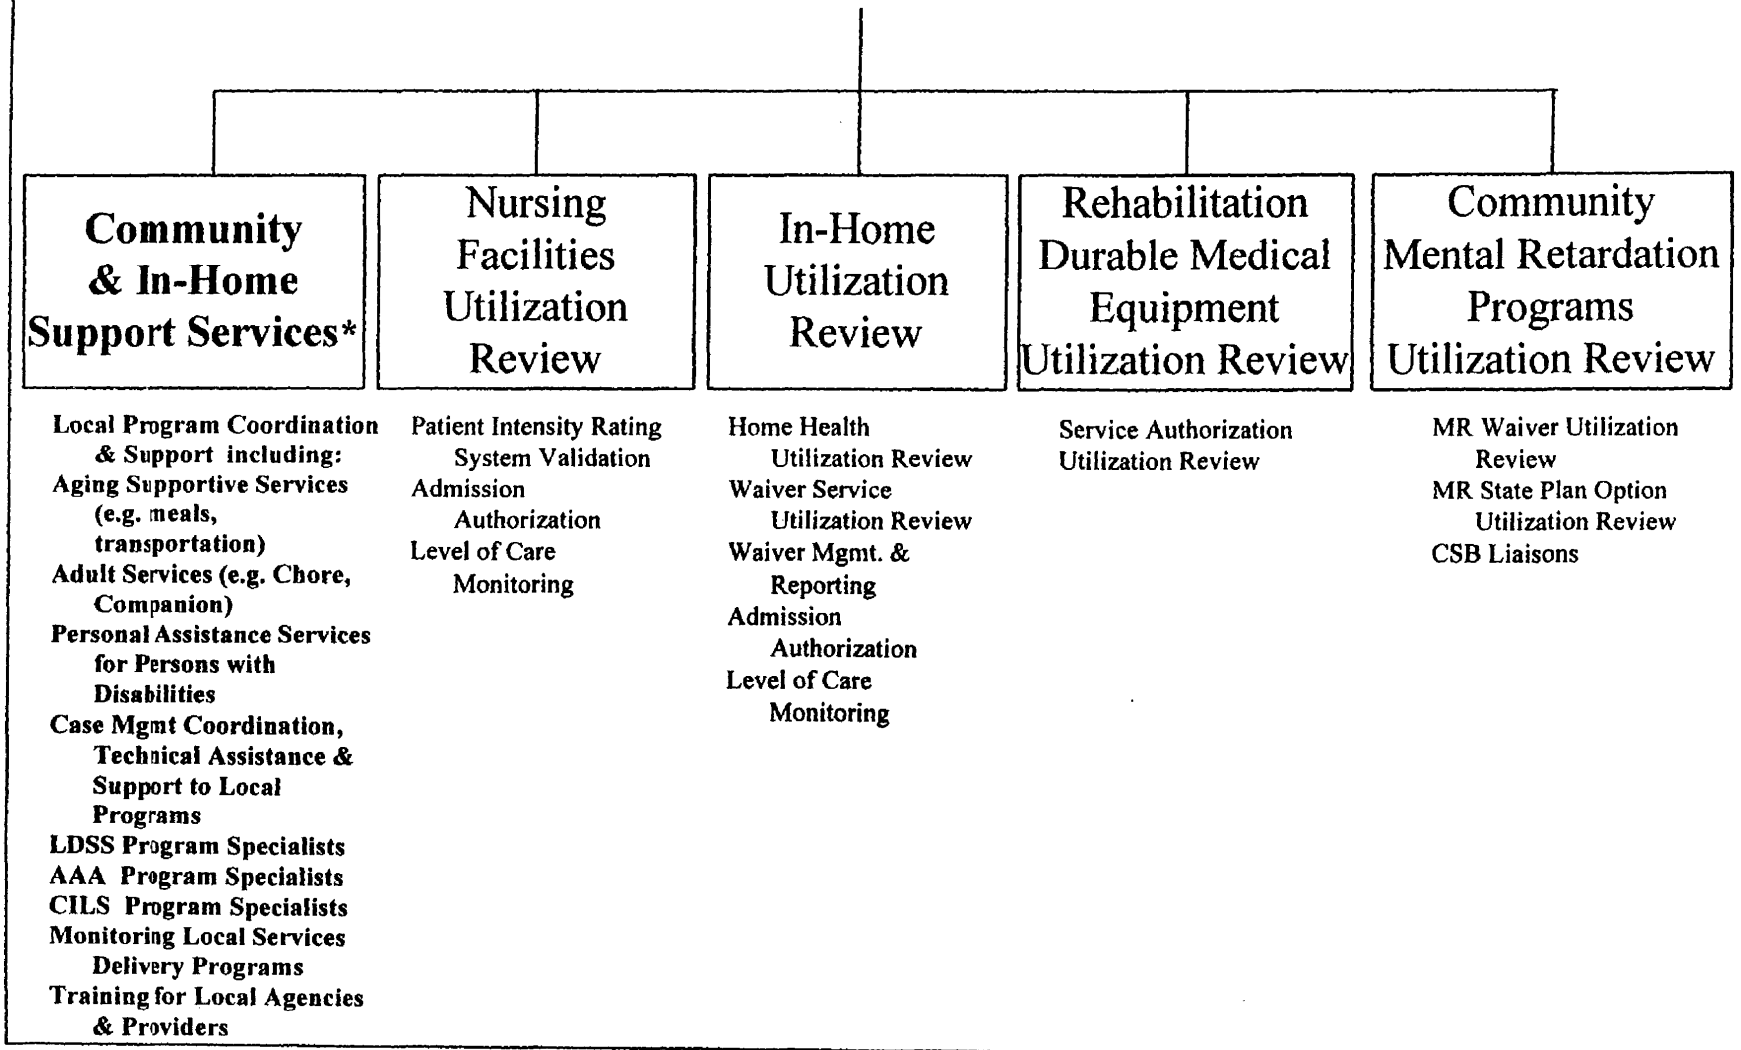 Community
& In-Home
Support Services*
Nursing
Facilities
Utilization
Review
In-Home
Utilization
Review
Rehabilitation
Durable Medical
Equipment
Utilization Review
Community
Mental Retardation
Programs
Utilization Review
Local Program Coordination
& Support including:
Aging Supportive Services
(e.g. meals,
transportation)
Adult Services (e.g. Chore,
Companion)
Personal Assistance Services
for Persons with
Disabilities
Case Mgmt Coordination,
Technical Assistance &
Support to Local
Programs
LDSS Program Specialists
AAA Program Specialists
CILS Program Specialists
Monitoring Local Services
Delivery Programs
Training for Local Agencies
& Providers
Patient Intensity Rating
System Validation
Admission
Authorization
Level of Care
Monitoring
Home Health
Utilization Review
Waiver Service
Utilization Review
Waiver Mgmt. &
Reporting
Admission
Authorization
Level of Care
Monitoring
Service Authorization
Utilization Review
MR Waiver Utilization
Review
MR State Plan Option
Utilization Review
CSB Liaisons